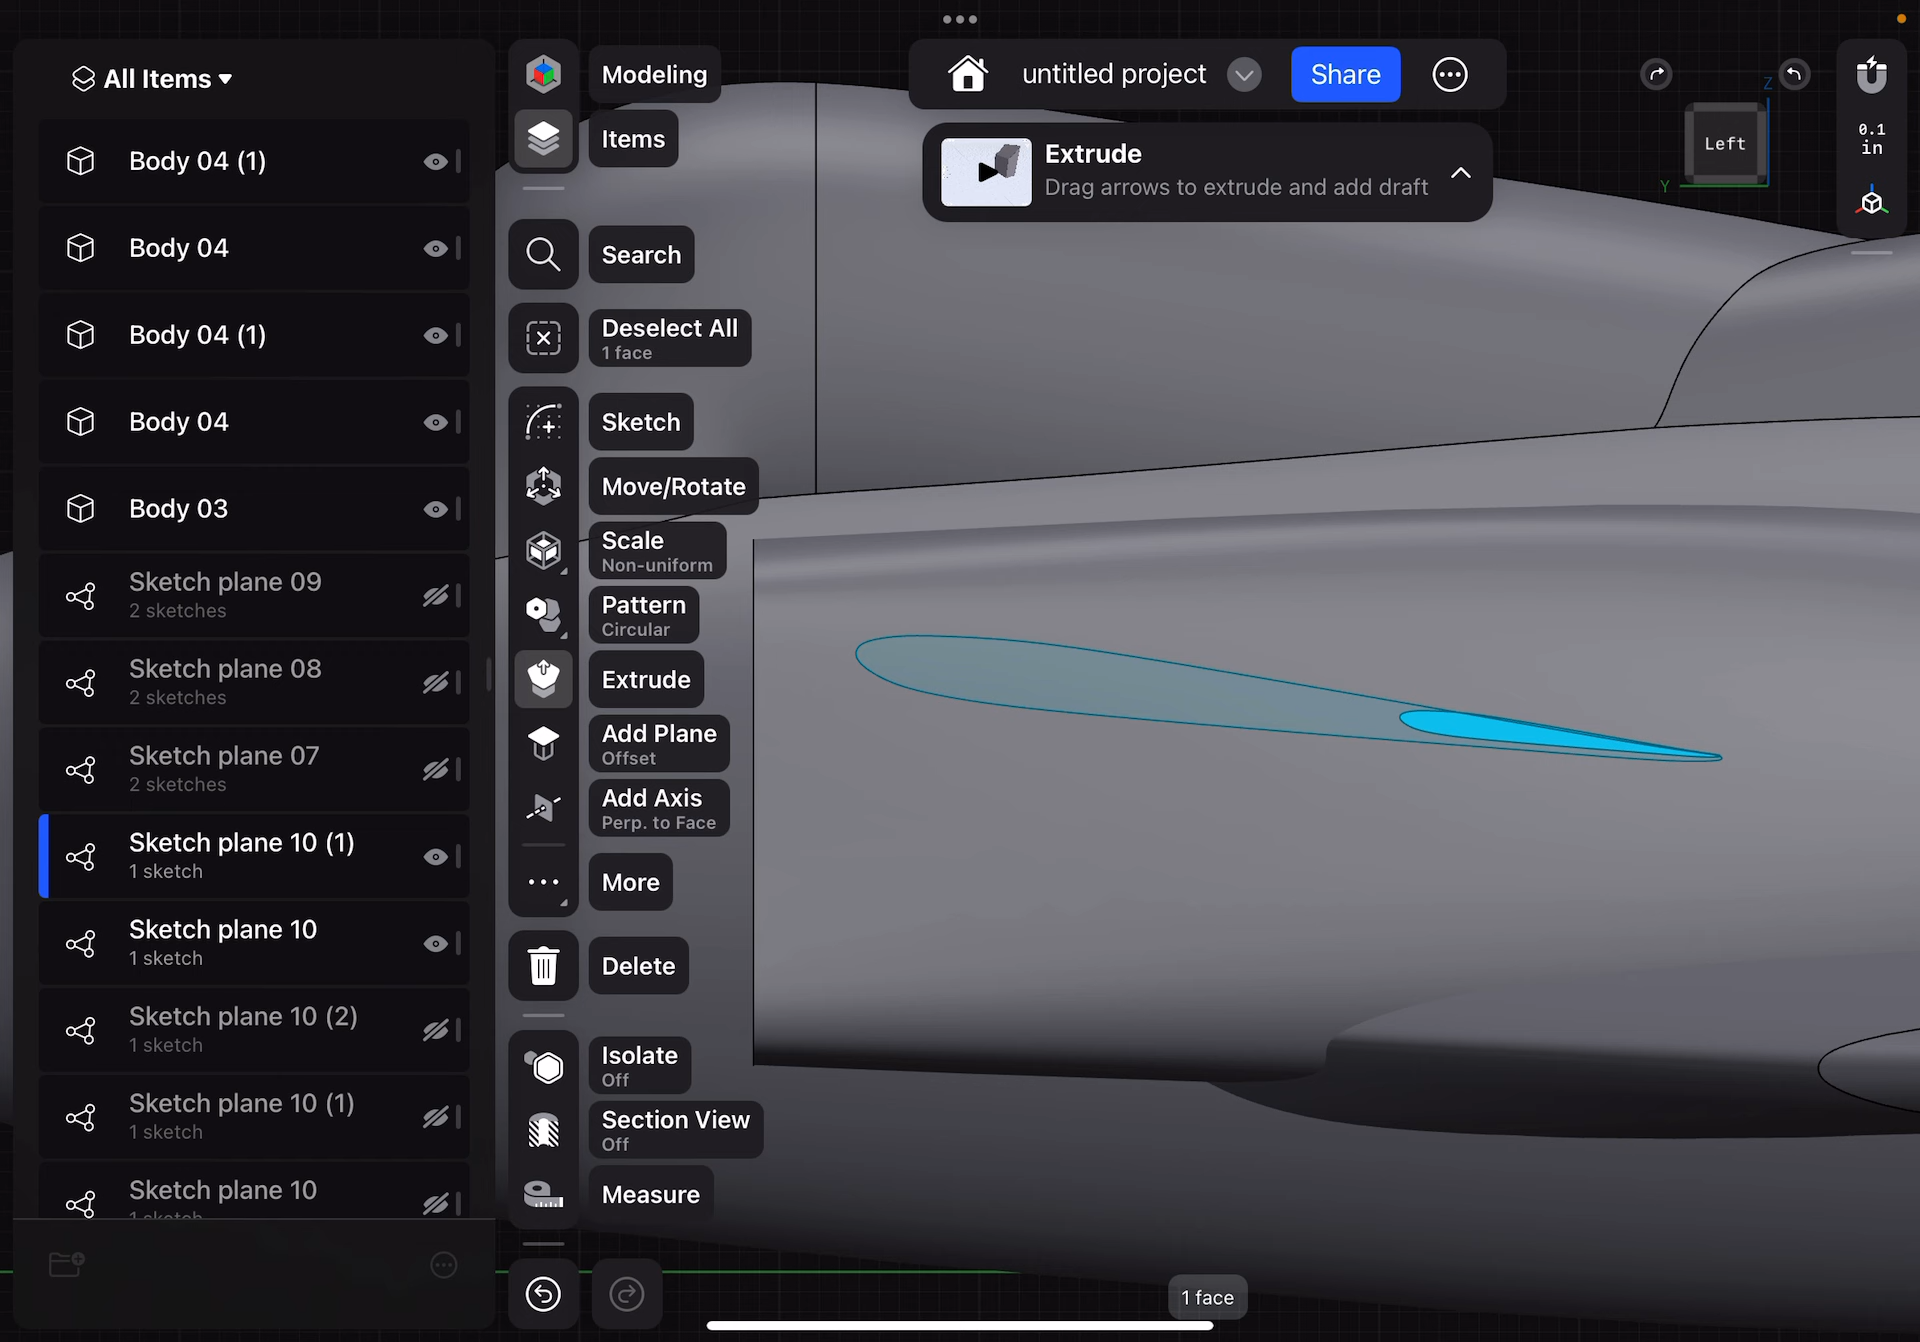 All Items
Body 04 (1)
Body 04
Body 04 (1)
Body 04
Body 03
Sketch plane 09
2 sketches
Sketch plane 08
2 sketches
Sketch plane 07
2 sketches
Sketch plane 10 (1)
1 sketch
Sketch plane 10
1 sketch
Sketch plane 10 (2)
1 sketch
Sketch plane 10 (1)
1 sketch
Sketch plane 10
1 sketch
Modeling
Items
Search
Deselect All
1 face
Sketch
Move/Rotate
Scale
Non-uniform
Pattern
Circular
Extrude
Add Plane
Offset
Add Axis
Perp. to Face
More
Delete
Isolate
Off
Section View
Off
Measure
untitled project
Share
Extrude
Drag arrows to extrude and add draft
Z
Left
Y
0.1
in
1 face